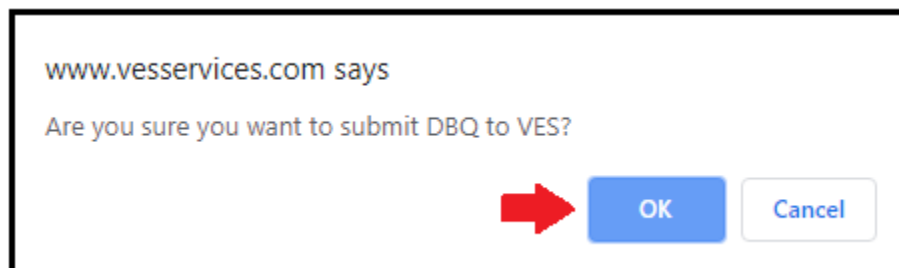 www.vesservices.com says
Are you sure you want to submit DBQ to VES?
OK Cancel